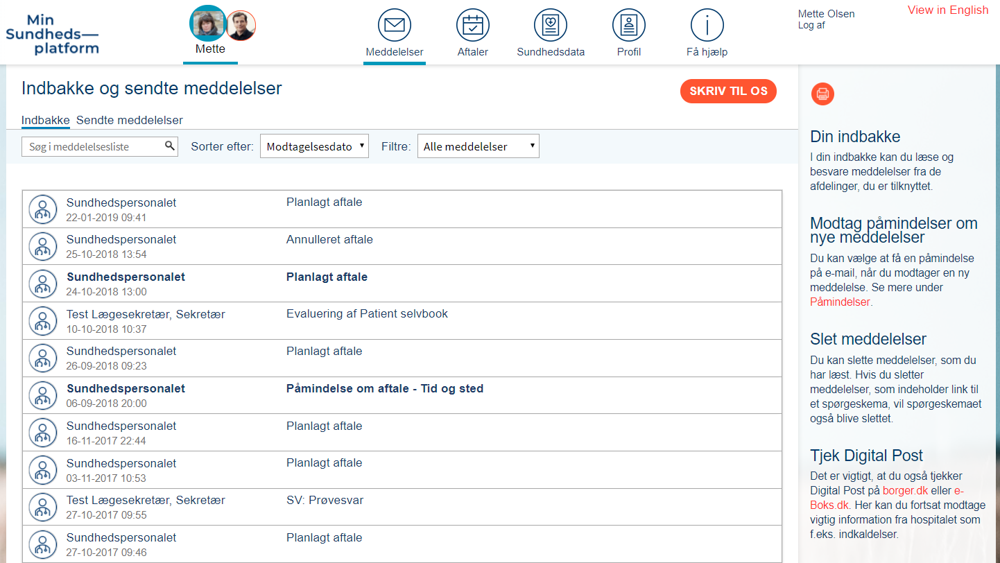 Min
Sundheds—
platform
Mette
Meddelelser
Aftaler
Sundhedsdata
Profil
Få hjælp
Mette Olsen
Log af
View in English
Indbakke og sendte meddelelser
SKRIV TIL OS
Indbakke Sendte meddelelser
Søg i meddelelsesliste Sorter efter: Modtagelsesdato Filtre: Alle meddelelser
Sundhedspersonalet Planlagt aftale
22-01-2019 09:41
Sundhedspersonalet Annulleret aftale
25-10-2018 13:54
Sundhedspersonalet Planlagt aftale
24-10-2018 13:00
Test Lægesekretær, Sekretær Evaluering af Patient selvbook
10-10-2018 10:37
Sundhedspersonalet Planlagt aftale
26-09-2018 09:23
Sundhedspersonalet Påmindelse om aftale - Tid og sted
06-09-2018 20:00
Sundhedspersonalet Planlagt aftale
16-11-2017 22:44
Sundhedspersonalet Planlagt aftale
03-11-2017 10:53
Test Lægesekretær, Sekretær SV: Prøvesvar
27-10-2017 09:55
Sundhedspersonalet Planlagt aftale
27-10-2017 09:46
Din indbakke
I din indbakke kan du læse og
besvare meddelelser fra de
afdelinger, du er tilknyttet.
Modtag påmindelser om
nye meddelelser
Du kan vælge at få en påmindelse
på e-mail, når du modtager en ny
meddelelse. Se mere under
Påmindelser.
Slet meddelelser
Du kan slette meddelelser, som du
har læst. Hvis du sletter
meddelelser, som indeholder link til
et spørgeskema, vil spørgeskemaet
også blive slettet.
Tjek Digital Post
Det er vigtigt, at du også tjekker
Digital Post på borger.dk eller e-
Boks.dk. Her kan du fortsat modtage
vigtig information fra hospitalet som
f.eks. indkaldelser.